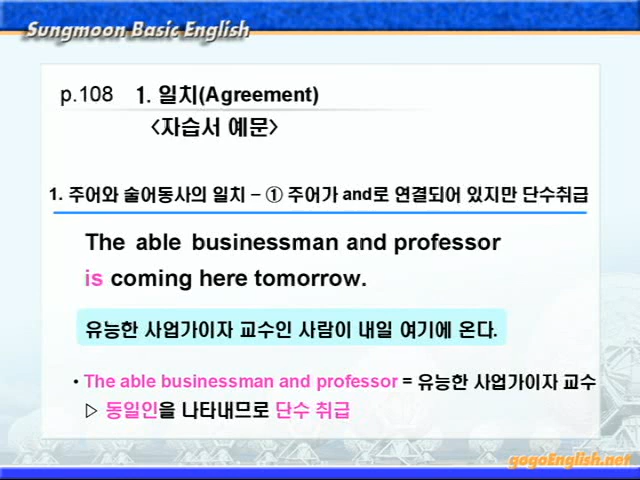 Sungmoon Basic English
p.108 1. 일치(Agreement)
<자습서 예문>
1. 주어와 술어동사의 일치 – ① 주어가 and로 연결되어 있지만 단수취급
The able businessman and professor
is coming here tomorrow.
유능한 사업가이자 교수인 사람이 내일 여기에 온다.
• The able businessman and professor = 유능한 사업가이자 교수
▷ 동일인을 나타내므로 단수 취급
gogoEnglish.net